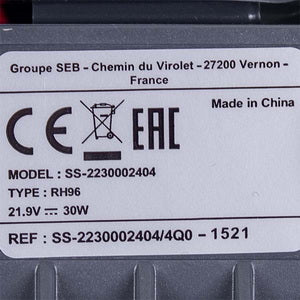 Groupe SEB - Chemin du Virolet - 27200 Vernon -
France
Made in China
CE EAC
MODEL : SS-2230002404
TYPE : RH96
21.9V ⎓ 30W
REF : SS-2230002404/4Q0 - 1521